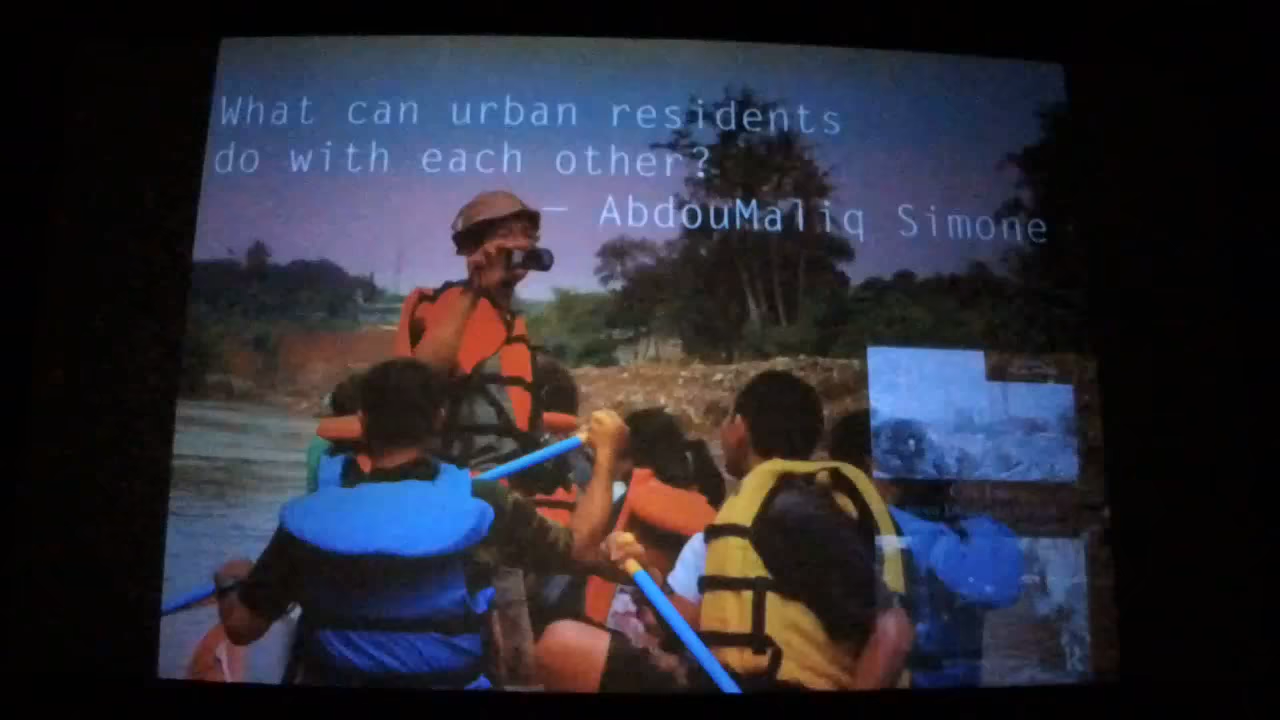 What can urban residents
do with each other?
— AbdouMaliq Simone